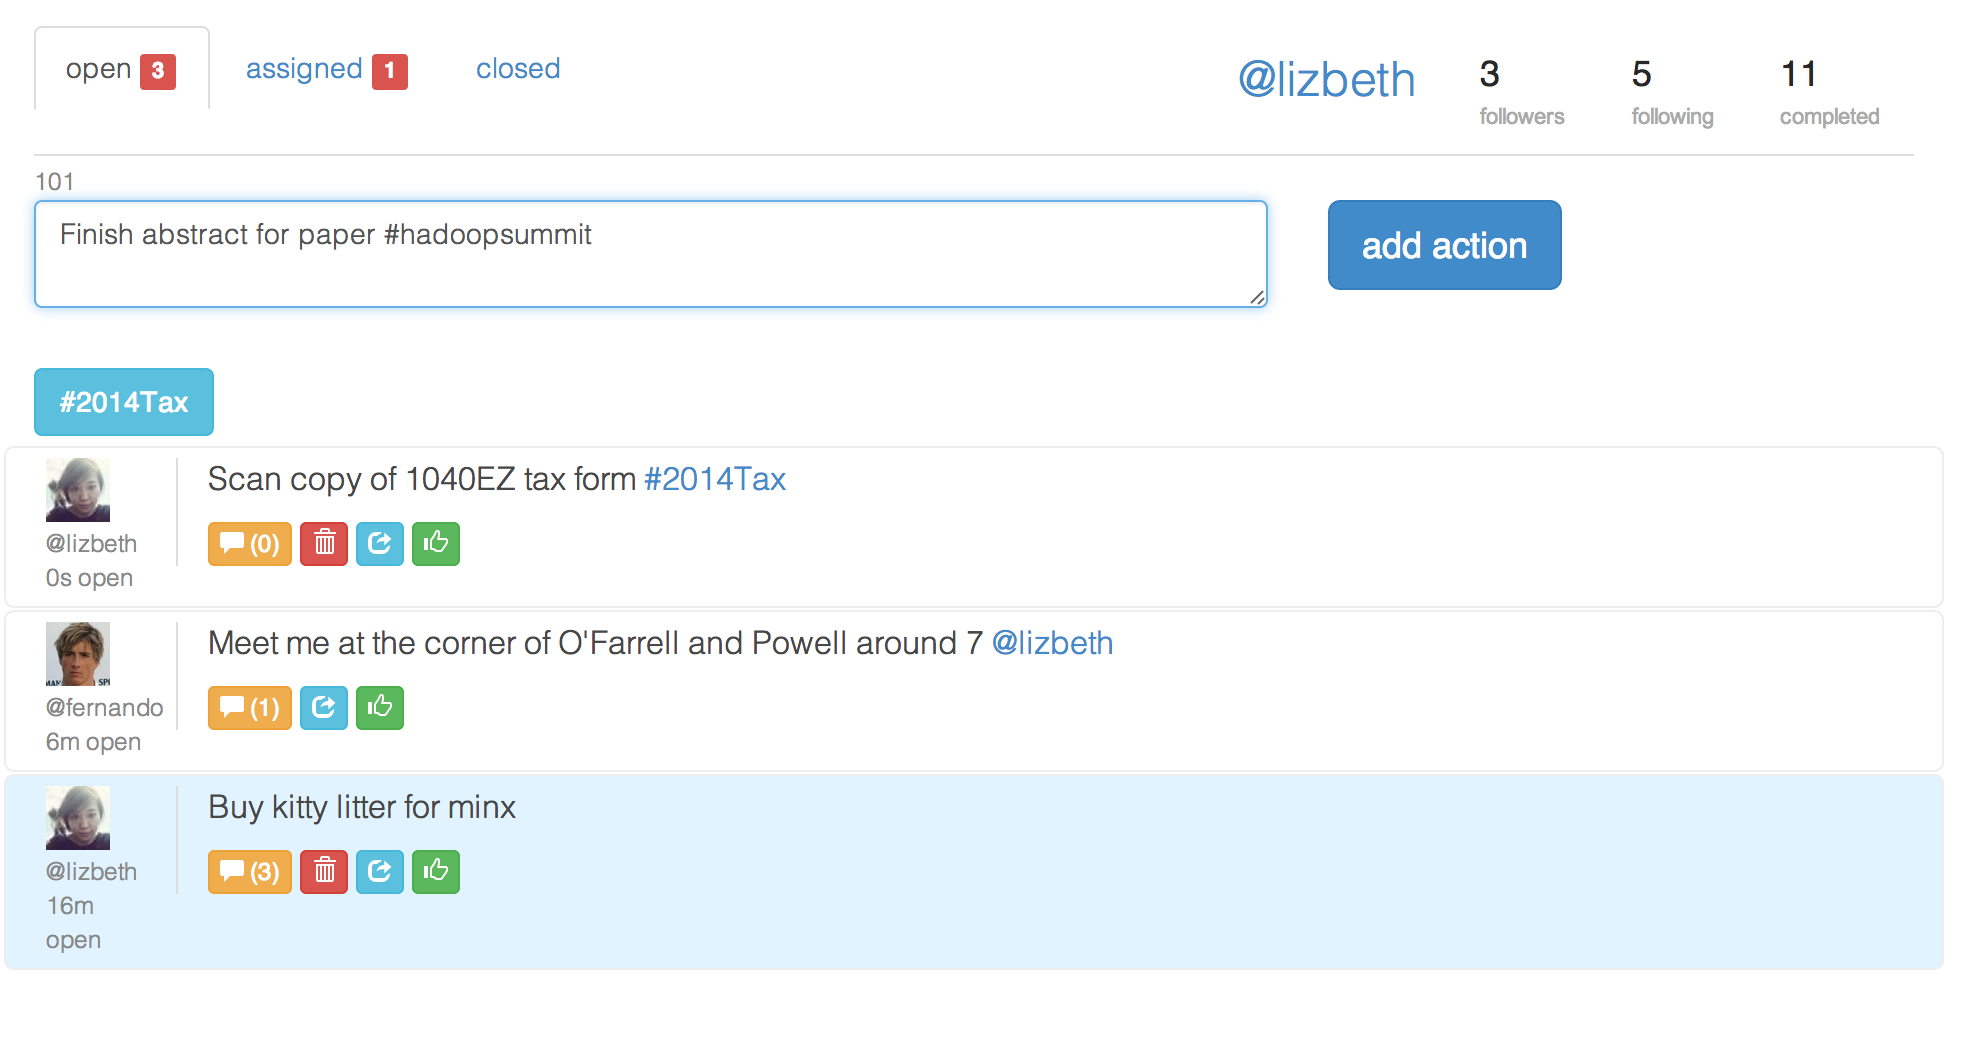 open 3 assigned 1 closed
@lizbeth
3 5 11
followers following completed
101
Finish abstract for paper #hadoopsummit
add action
#2014Tax
Scan copy of 1040EZ tax form #2014Tax
(0)
@lizbeth
0s open
Meet me at the corner of O'Farrell and Powell around 7 @lizbeth
(1)
@fernando
6m open
Buy kitty litter for minx
(3)
@lizbeth
16m
open